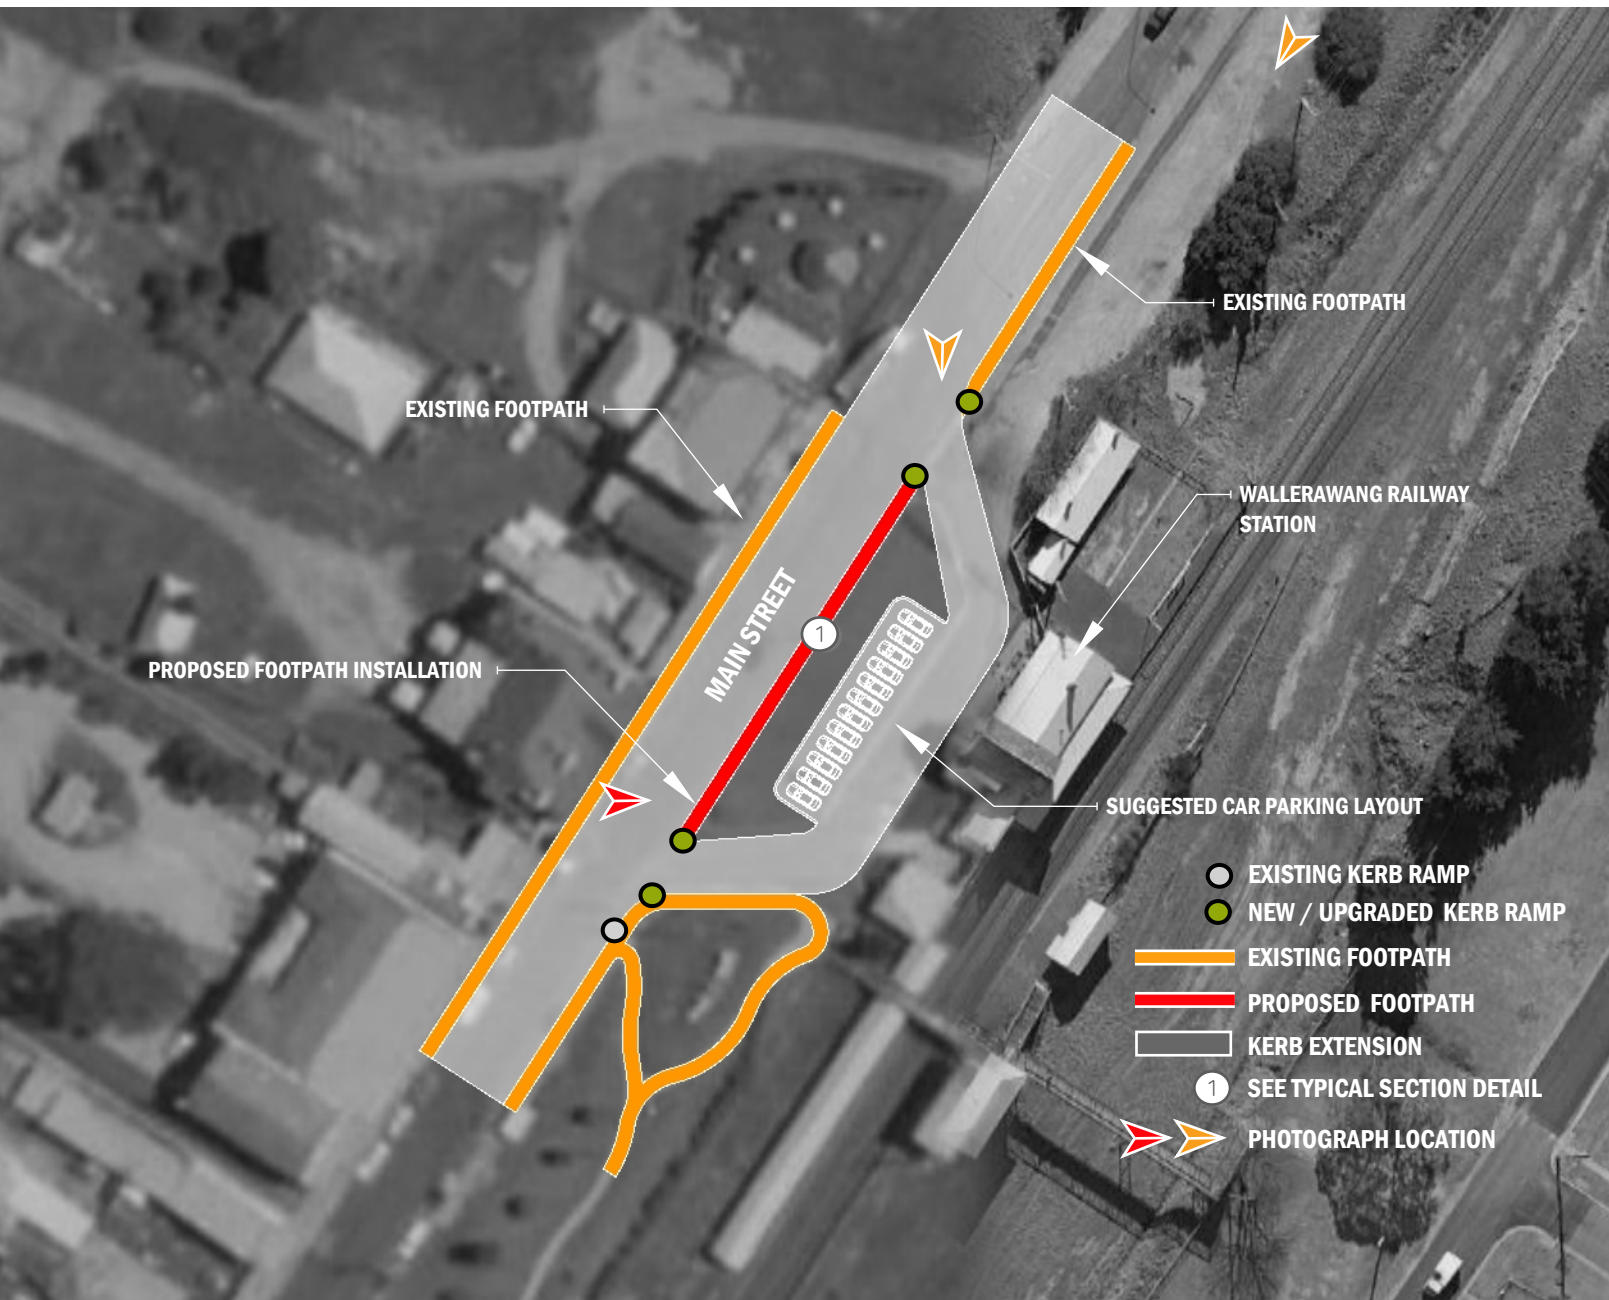 EXISTING FOOTPATH
EXISTING FOOTPATH
WALLERAWANG RAILWAY
STATION
MAIN STREET
1
PROPOSED FOOTPATH INSTALLATION
SUGGESTED CAR PARKING LAYOUT
EXISTING KERB RAMP
NEW / UPGRADED KERB RAMP
EXISTING FOOTPATH
PROPOSED FOOTPATH
KERB EXTENSION
1 SEE TYPICAL SECTION DETAIL
PHOTOGRAPH LOCATION